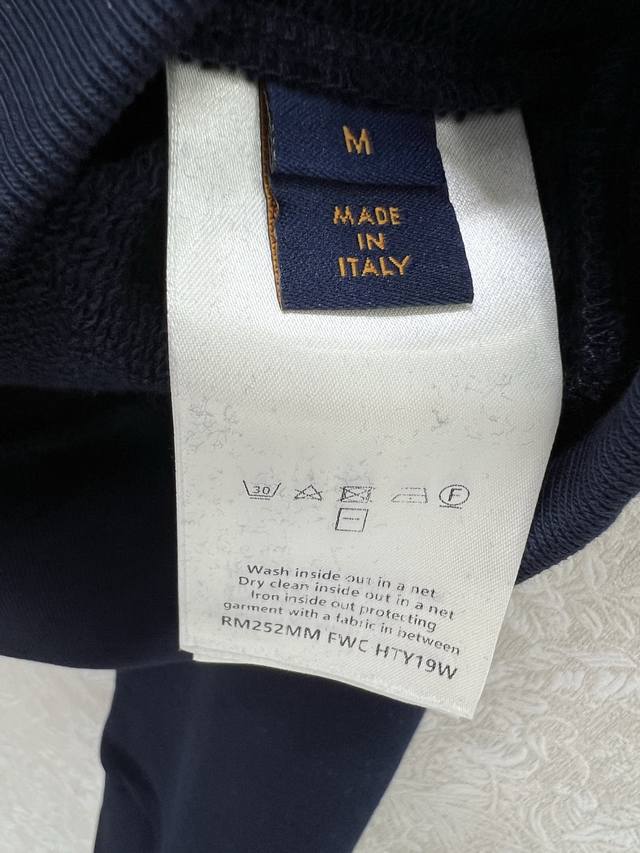 M
MADE
IN
ITALY
30
F
Wash inside out in a net
Dry clean inside out in a net
Iron inside out protecting
garment with a fabric in between
RM252MM FWC HTY19W